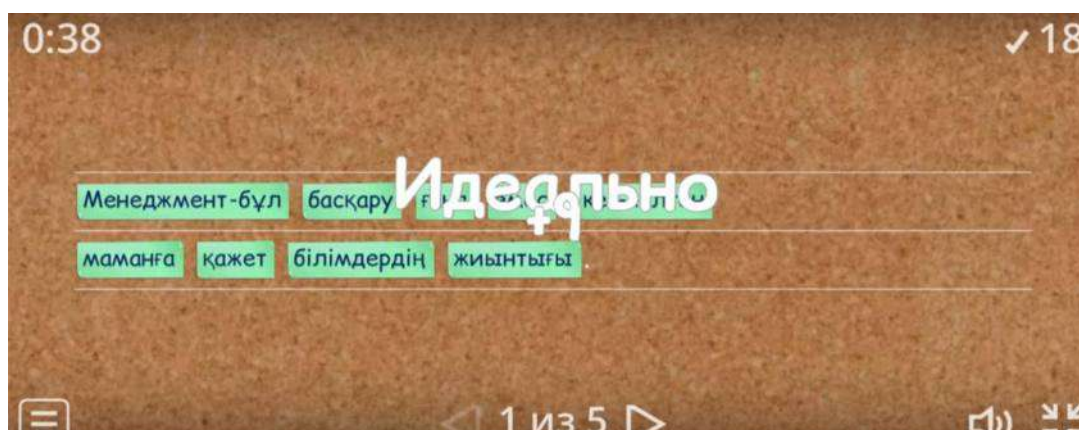 0:38 ✓ 18
Идеально
+9
Менеджмент-бұл басқару
маманға қажет білімдердің жиынтығы .
1 из 5